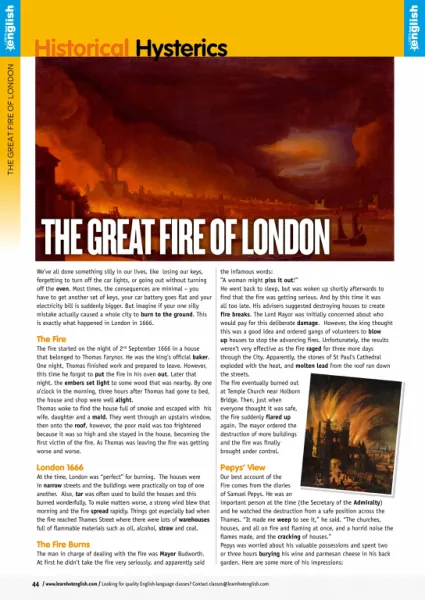 english
english
Historical Hysterics
THE GREAT FIRE OF LONDON
THE GREAT FIRE OF LONDON
We've all done something silly in our lives, like losing our keys,
forgetting to turn off the car lights, or going out without turning
off the oven. Most times, the consequences are minimal – you
have to get another set of keys, your car battery goes flat and your
electricity bill is suddenly bigger. But imagine if your one silly
mistake actually caused a whole city to burn to the ground. This
is exactly what happened in London in 1666.
The Fire
The fire started on the night of 2nd September 1666 in a house
that belonged to Thomas Farynor. He was the king's official baker.
One night, Thomas finished work and prepared to leave. However,
this time he forgot to put the fire in his oven out. Later that
night, the embers set light to some wood that was nearby. By one
o'clock in the morning, three hours after Thomas had gone to bed,
the house and shop were well alight.
Thomas woke to find the house full of smoke and escaped with his
wife, daughter and a maid. They went through an upstairs window,
then onto the roof, however, the poor maid was too frightened
because it was so high and she stayed in the house, becoming the
first victim of the fire. As Thomas was leaving the fire was getting
worse and worse.
London 1666
At the time, London was "perfect" for burning. The houses were
in narrow streets and the buildings were practically on top of one
another. Also, tar was often used to build the houses and this
burned wonderfully. To make matters worse, a strong wind blew that
morning and the fire spread rapidly. Things got especially bad when
the fire reached Thames Street where there were lots of warehouses
full of flammable materials such as oil, alcohol, straw and coal.
The Fire Burns
The man in charge of dealing with the fire was Mayor Budworth.
At first he didn't take the fire very seriously, and apparently said
the infamous words:
"A woman might piss it out!"
He went back to sleep, but was woken up shortly afterwards to
find that the fire was getting serious. And by this time it was
all too late. His advisers suggested destroying houses to create
fire breaks. The Lord Mayor was initially concerned about who
would pay for this deliberate damage. However, the king thought
this was a good idea and ordered gangs of volunteers to blow
up houses to stop the advancing fires. Unfortunately, the results
weren't very effective as the fire raged for three more days
through the City. Apparently, the stones of St Paul's Cathedral
exploded with the heat, and molten lead from the roof ran down
the streets.
The fire eventually burned out
at Temple Church near Holborn
Bridge. Then, just when
everyone thought it was safe,
the fire suddenly flared up
again. The mayor ordered the
destruction of more buildings
and the fire was finally
brought under control.
Pepys' View
Our best account of the
Fire comes from the diaries
of Samuel Pepys. He was an
important person at the time (the Secretary of the Admiralty)
and he watched the destruction from a safe position across the
Thames. "It made me weep to see it," he said. "The churches,
houses, and all on fire and flaming at once, and a horrid noise the
flames made, and the cracking of houses."
Pepys was worried about his valuable possessions and spent two
or three hours burying his wine and parmesan cheese in his back
garden. Here are some more of his impressions:
44 / www.learnhotenglish.com / Looking for quality English-language classes? Contact classes@learnhotenglish.com